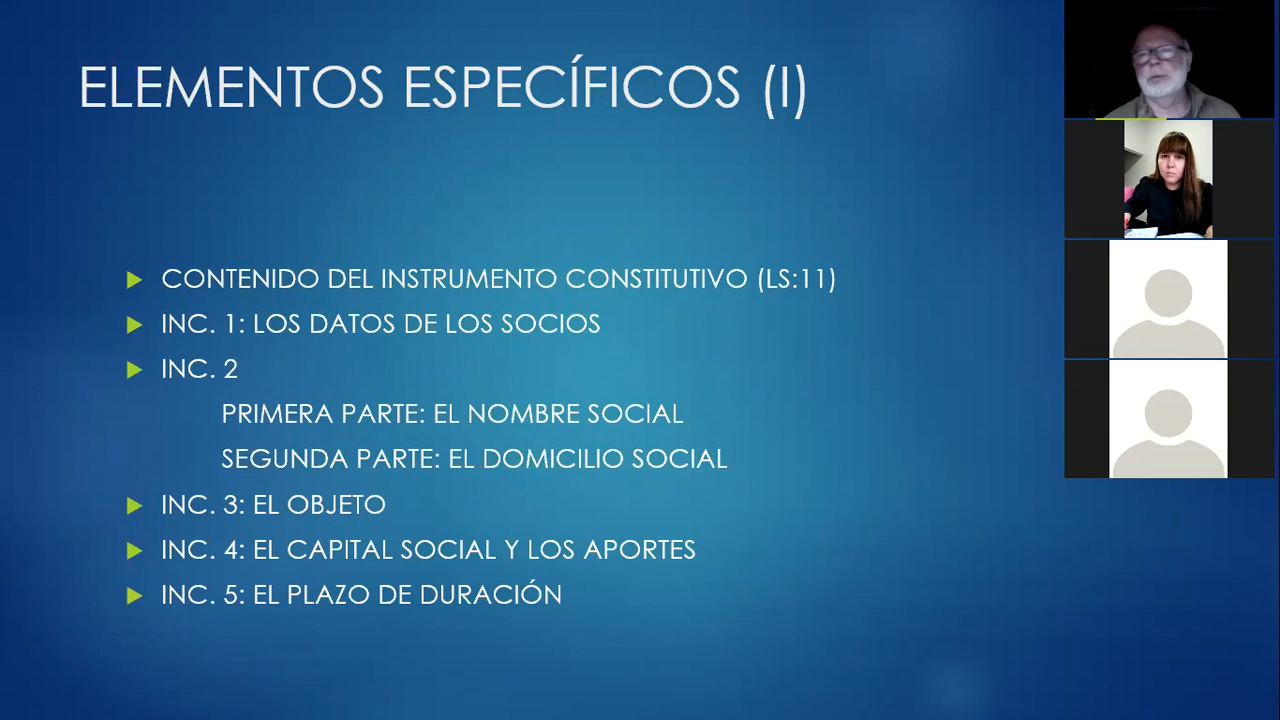 ELEMENTOS ESPECÍFICOS (I)
CONTENIDO DEL INSTRUMENTO CONSTITUTIVO (LS:11)
INC. 1: LOS DATOS DE LOS SOCIOS
INC. 2
PRIMERA PARTE: EL NOMBRE SOCIAL
SEGUNDA PARTE: EL DOMICILIO SOCIAL
INC. 3: EL OBJETO
INC. 4: EL CAPITAL SOCIAL Y LOS APORTES
INC. 5: EL PLAZO DE DURACIÓN